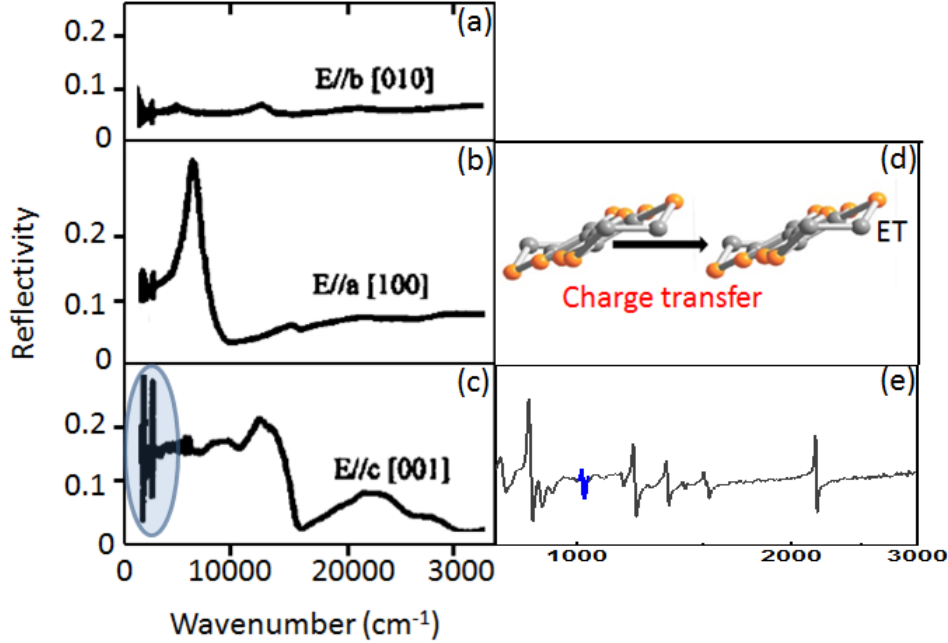 (a)
0.2
0.1
0
E//b [010]
(b)
0.2
0.1
0
E//a [100]
(c)
0.2
0.1
0
E//c [001]
0 10000 20000 3000
Wavenumber (cm-1)
Reflectivity
(d)
ET
Charge transfer
(e)
1000 2000 3000